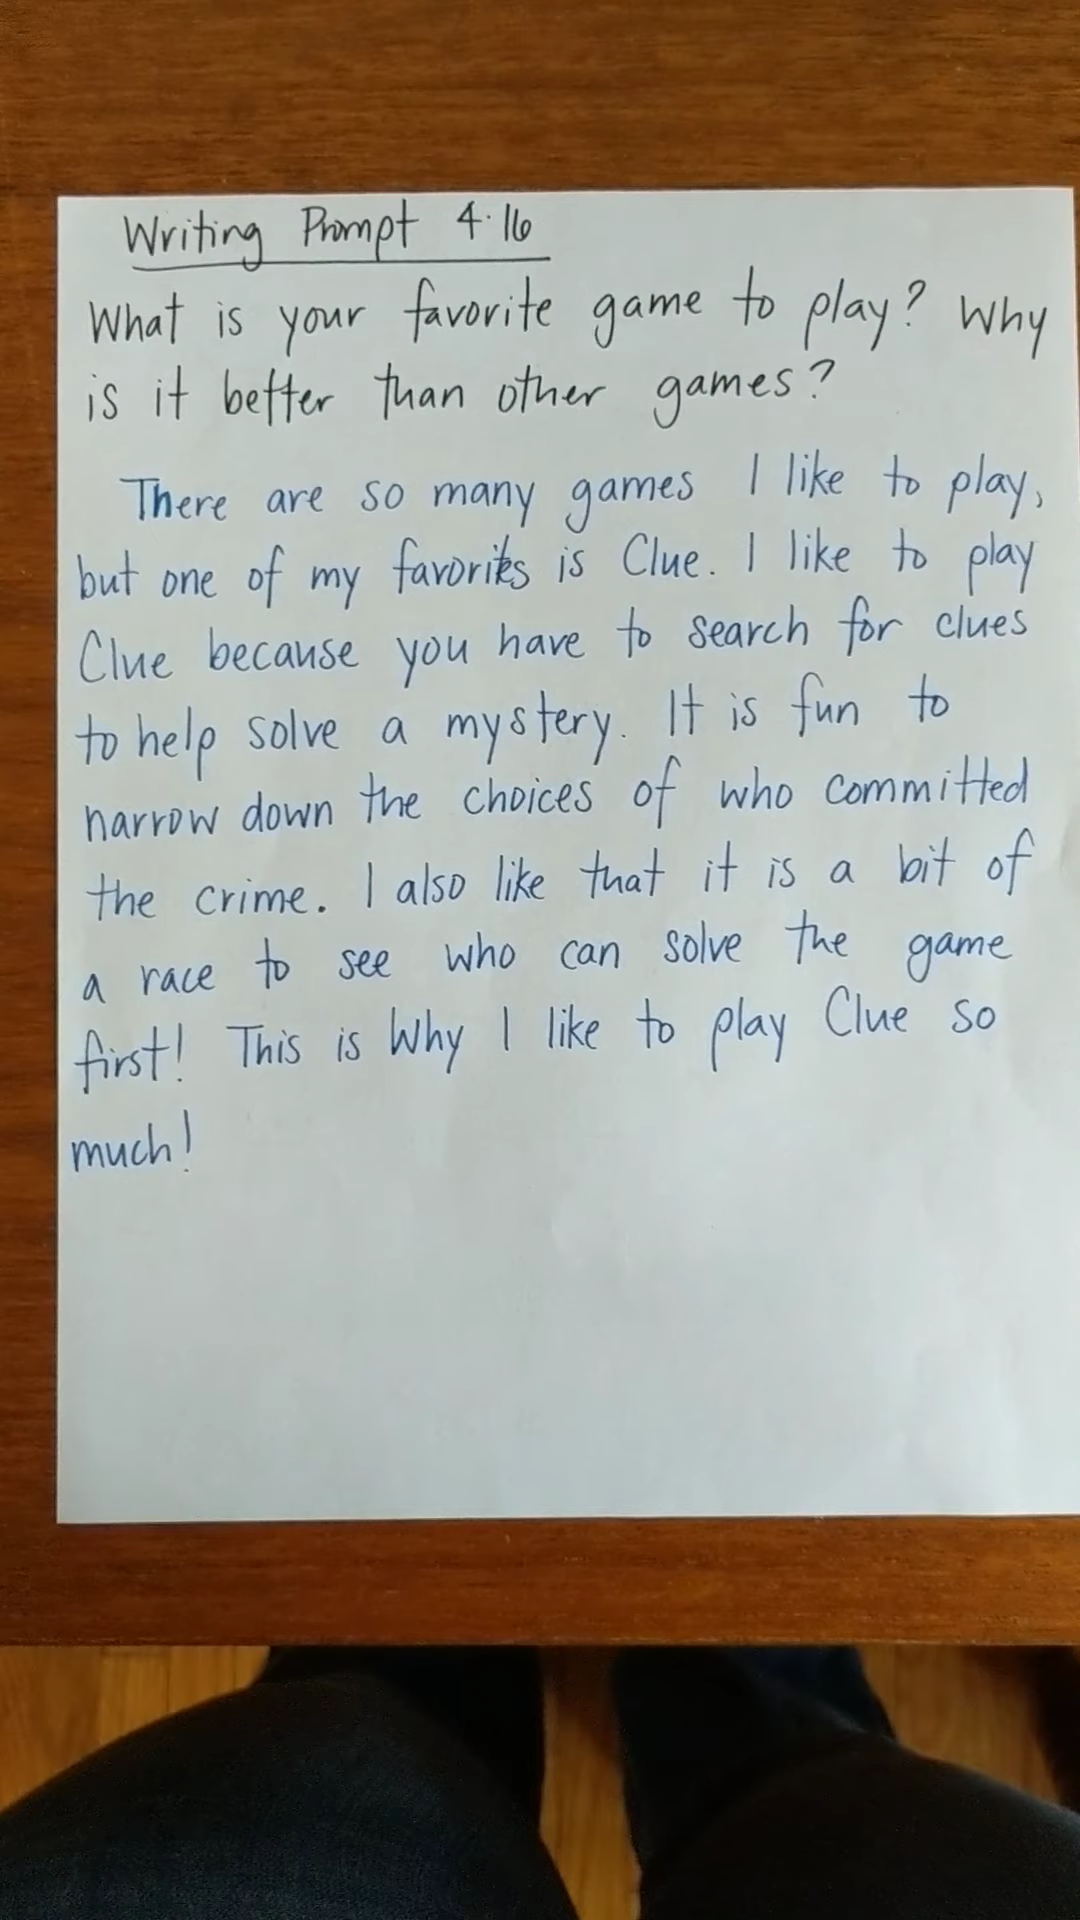 Writing Prompt 4.16
What is your favorite game to play? Why
is it better than other games?
There are so many games I like to play,
but one of my favorites is Clue. I like to play
Clue because you have to search for clues
to help solve a mystery. It is fun to
narrow down the choices of who committed
the crime. I also like that it is a bit of
a race to see who can solve the game
first! This is Why I like to play Clue so
much!